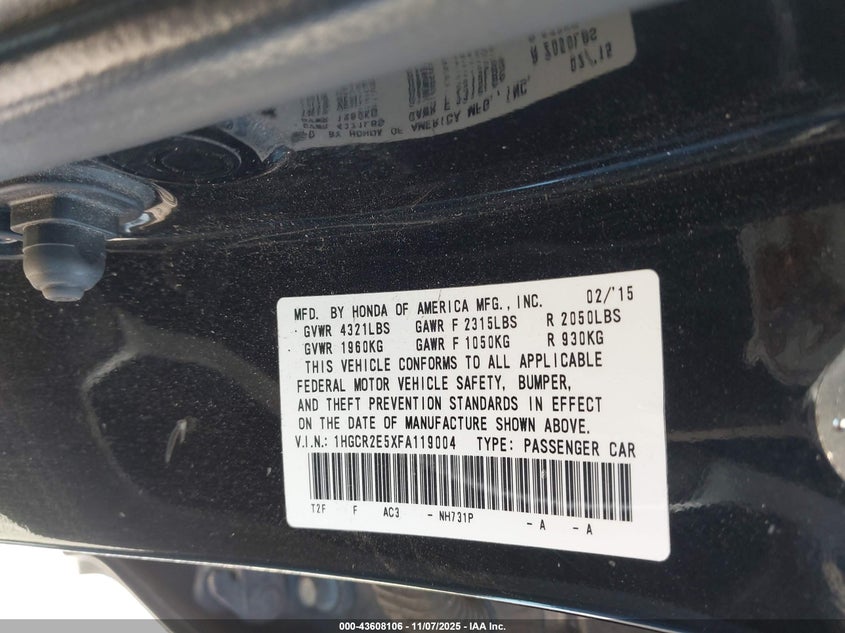 MFD. BY HONDA OF AMERICA MFG., INC. 02/'15
GVWR 4321LBS GAWR F 2315LBS R 2050LBS
GVWR 1960KG GAWR F 1050KG R 930KG
THIS VEHICLE CONFORMS TO ALL APPLICABLE
FEDERAL MOTOR VEHICLE SAFETY, BUMPER,
AND THEFT PREVENTION STANDARDS IN EFFECT
ON THE DATE OF MANUFACTURE SHOWN ABOVE.
V.I.N.: 1HGCR2E5XFA119004 TYPE: PASSENGER CAR
T2F F AC3 - NH731P - A - A
000-43608106 - 11/07/2025 - IAA Inc.